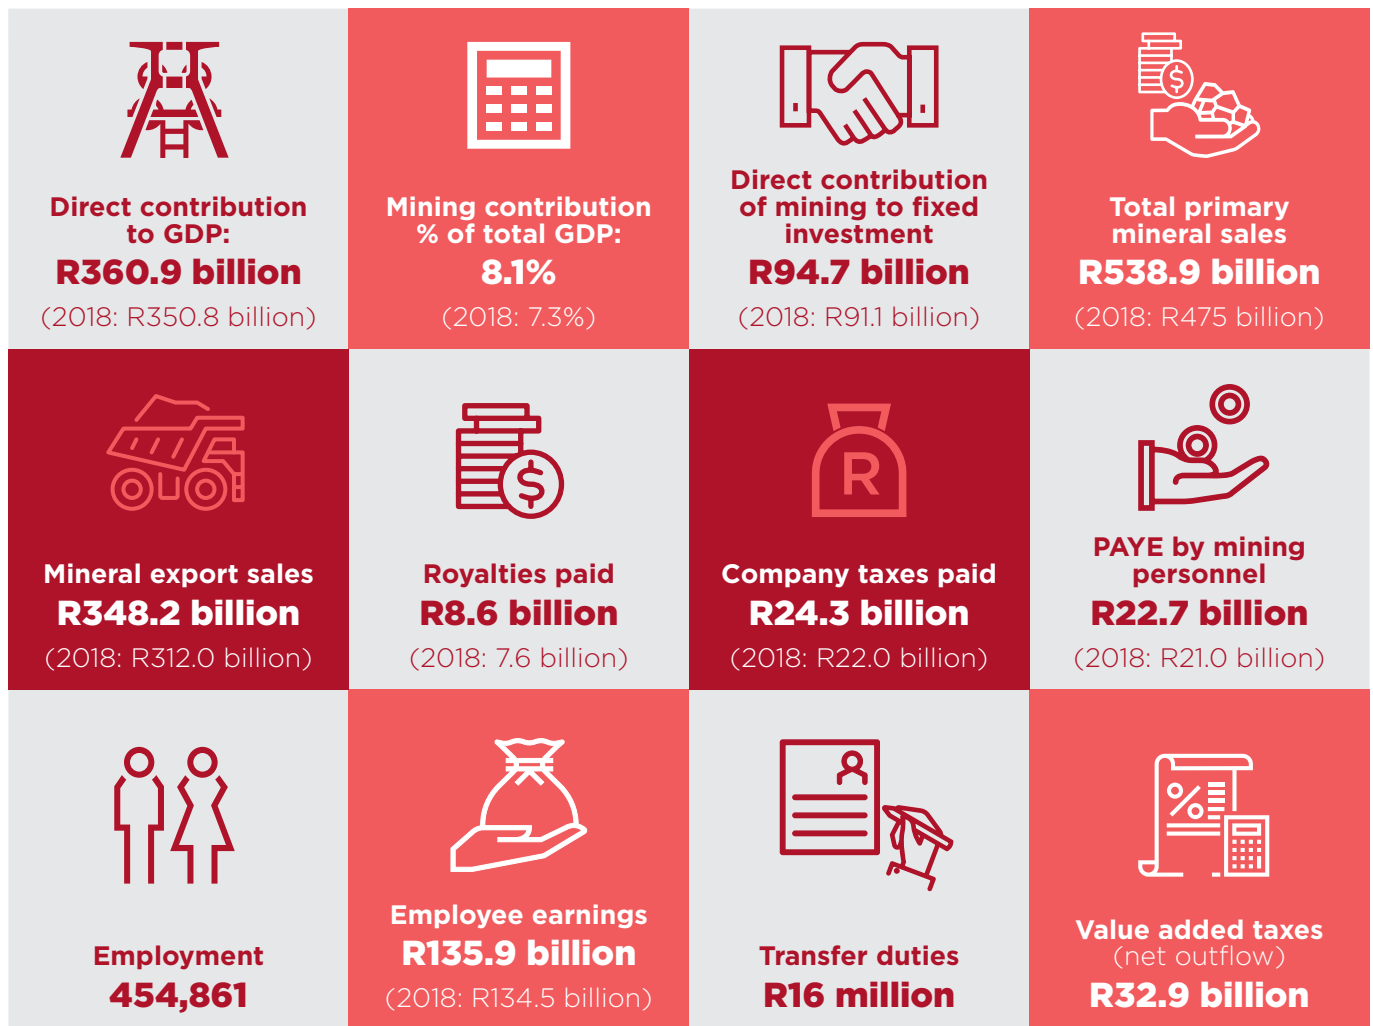 Direct contribution
to GDP:
R360.9 billion
(2018: R350.8 billion)
Mining contribution
% of total GDP:
8.1%
(2018: 7.3%)
Direct contribution
of mining to fixed
investment
R94.7 billion
(2018: R91.1 billion)
$
Total primary
mineral sales
R538.9 billion
(2018: R475 billion)
Mineral export sales
R348.2 billion
(2018: R312.0 billion)
$
Royalties paid
R8.6 billion
(2018: 7.6 billion)
R
Company taxes paid
R24.3 billion
(2018: R22.0 billion)
PAYE by mining
personnel
R22.7 billion
(2018: R21.0 billion)
Employment
454,861
Employee earnings
R135.9 billion
(2018: R134.5 billion)
Transfer duties
R16 million
%
Value added taxes
(net outflow)
R32.9 billion